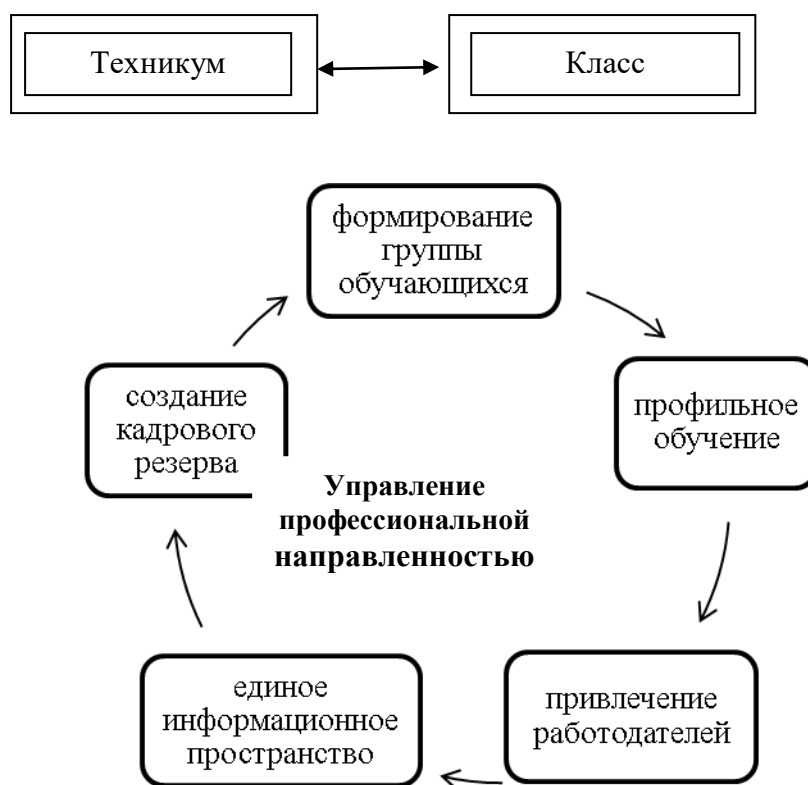 Техникум
Класс
формирование
группы
обучающихся
профильное
обучение
привлечение
работодателей
единое
информационное
пространство
создание
кадрового
резерва
Управление
профессиональной
направленностью